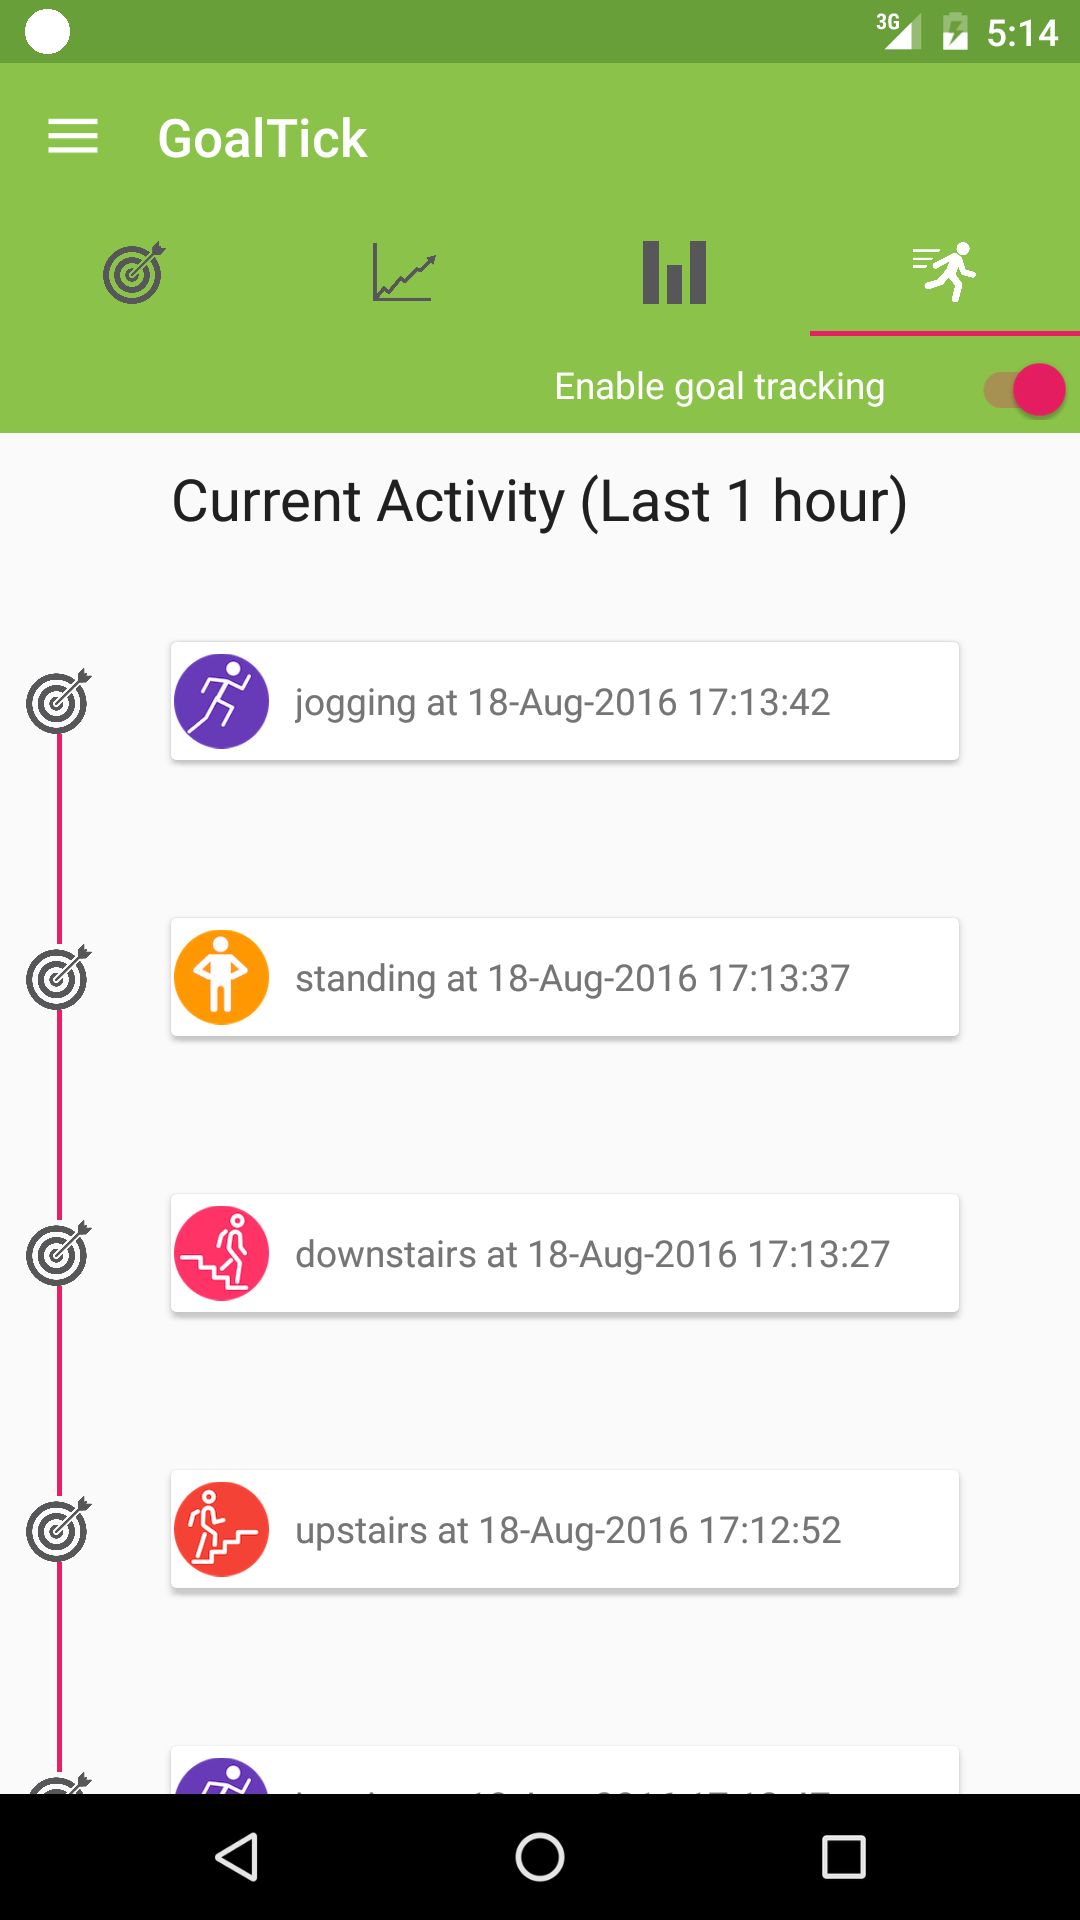 3G 5:14
GoalTick
Enable goal tracking
Current Activity (Last 1 hour)
jogging at 18-Aug-2016 17:13:42
standing at 18-Aug-2016 17:13:37
downstairs at 18-Aug-2016 17:13:27
upstairs at 18-Aug-2016 17:12:52